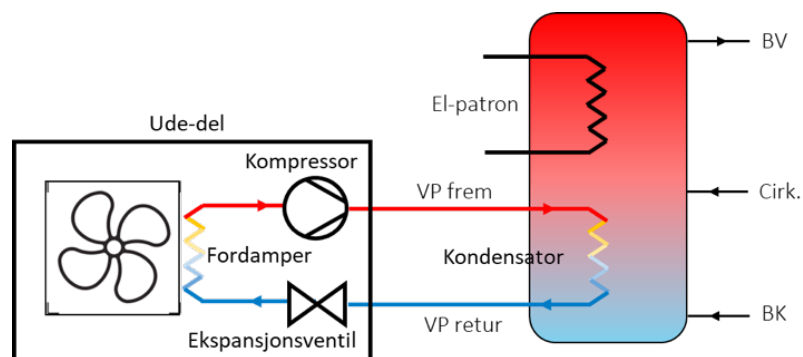 BV
El-patron
Ude-del
Kompressor
VP frem
Cirk.
Fordamper
Kondensator
BK
VP retur
Ekspansjonsventil